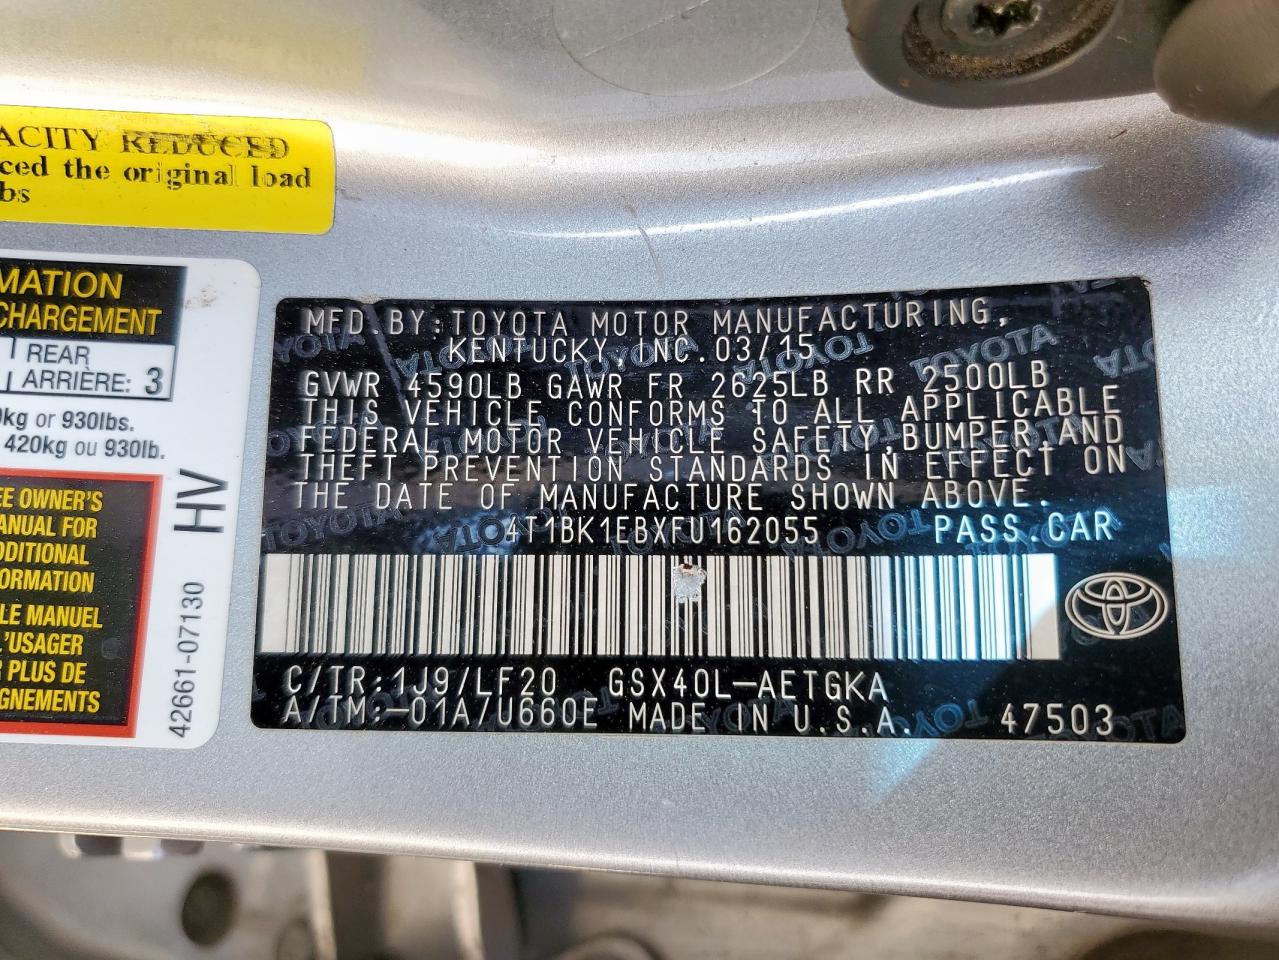 ACITY REDUCED
ced the original load
bs
MATION
CHARGEMENT
REAR
ARRIÈRE: 3
kg or 930lbs.
420kg ou 930lb.
EE OWNER'S
MANUAL FOR
DDITIONAL
FORMATION
LE MANUEL
L'USAGER
R PLUS DE
GNEMENTS
HV
42661-07130
MFD.BY:TOYOTA MOTOR MANUFACTURING,
KENTUCKY,INC.03/15
GVWR 4590LB GAWR FR 2625LB RR 2500LB
THIS VEHICLE CONFORMS TO ALL APPLICABLE
FEDERAL MOTOR VEHICLE SAFETY,BUMPER,AND
THEFT PREVENTION STANDARDS IN EFFECT ON
THE DATE OF MANUFACTURE SHOWN ABOVE.
4T1BK1EBXFU162055 PASS.CAR
C/TR:1J9/LF20 GSX40L-AETGKA
A/TM:-01A/U660E MADE IN U.S.A. 47503